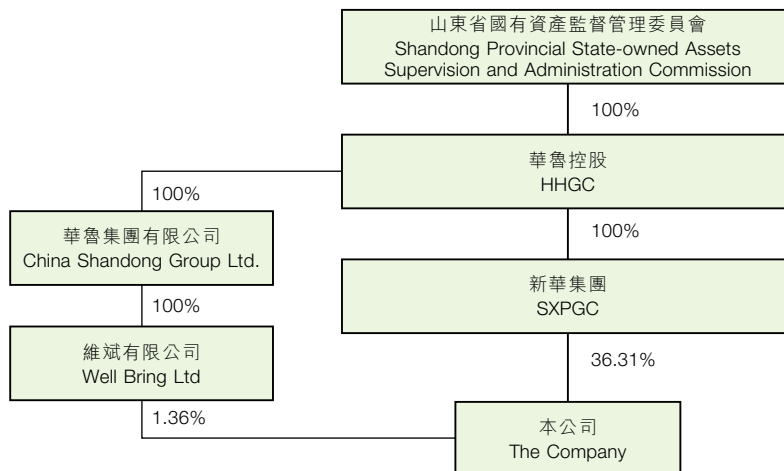 山東省國有資產監督管理委員會
Shandong Provincial State-owned Assets
Supervision and Administration Commission
100%
華魯控股
HHGC
100%
100%
華魯集團有限公司
China Shandong Group Ltd.
新華集團
SXPGC
100%
維斌有限公司
Well Bring Ltd
36.31%
1.36%
本公司
The Company